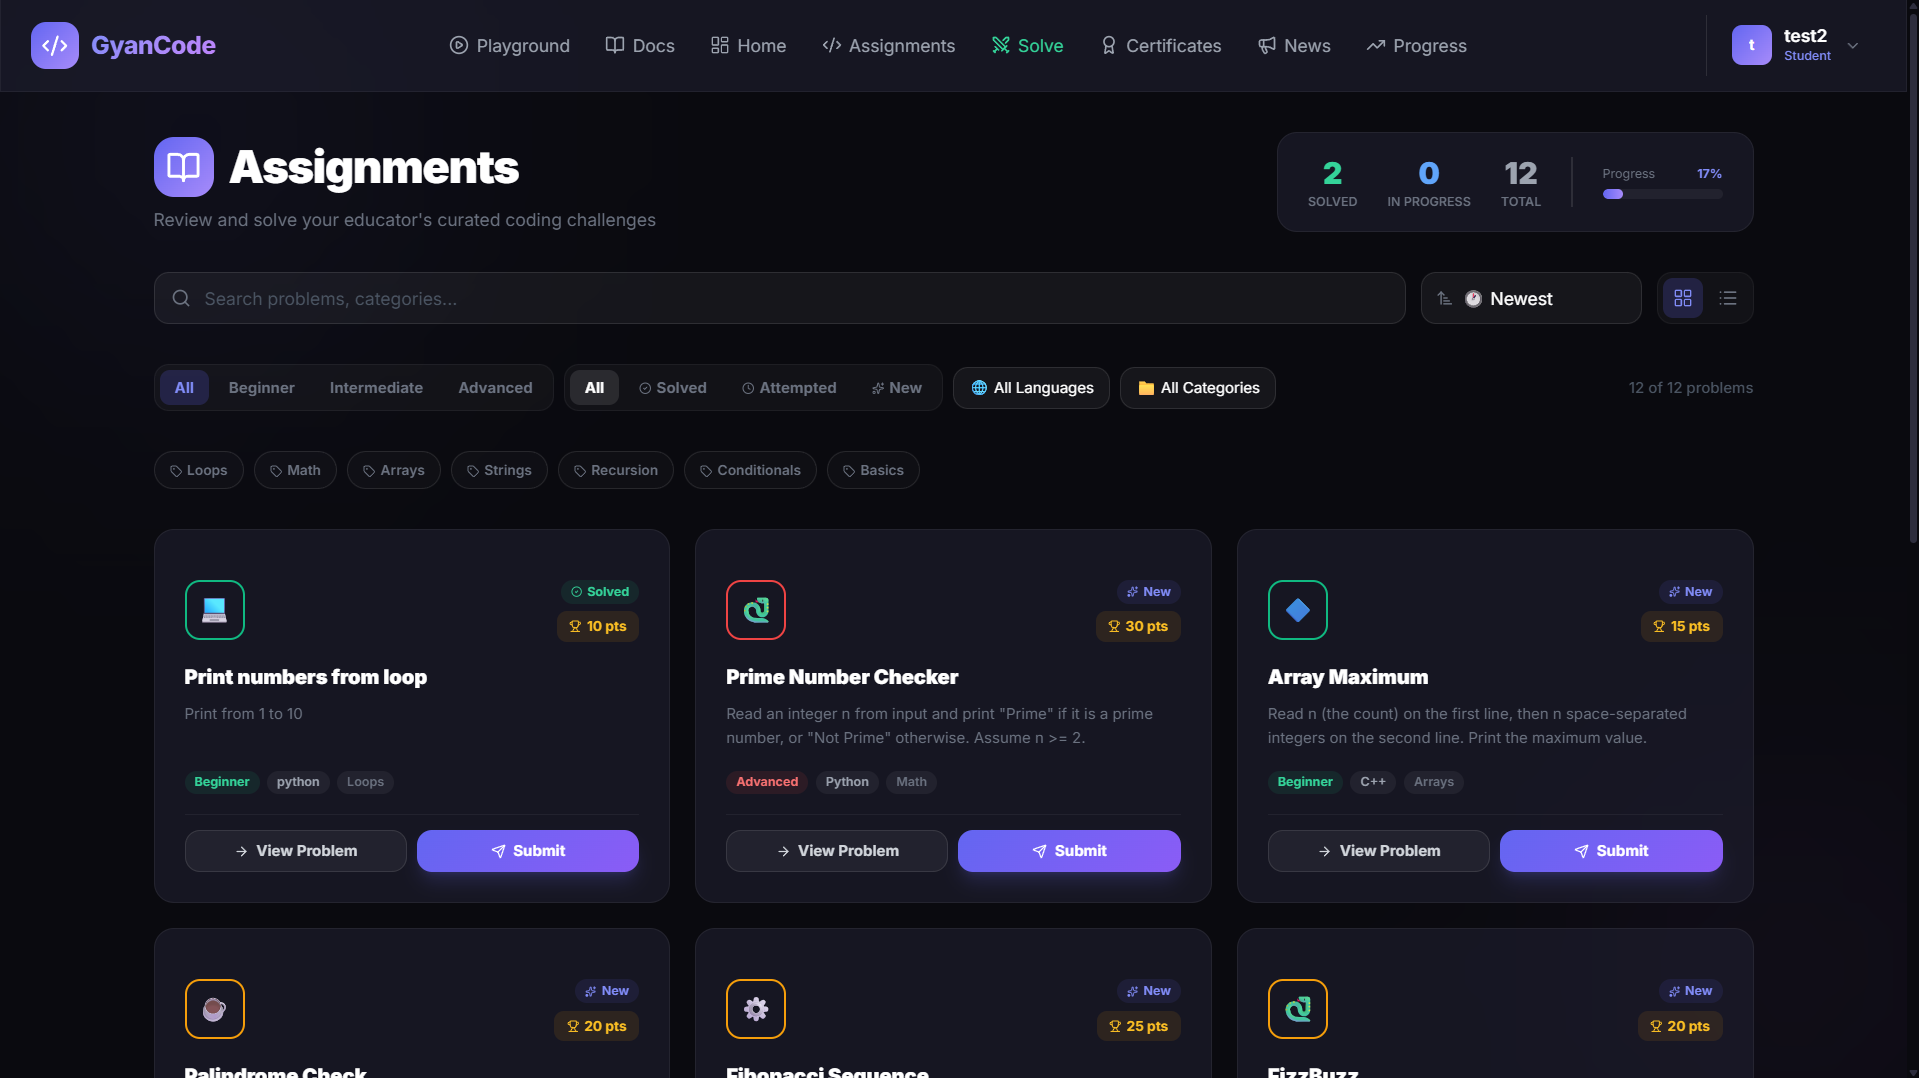 GyanCode
Playground
Docs
Home
Assignments
Solve
Certificates
News
Progress
t
test2
Student
Assignments
Review and solve your educator's curated coding challenges
2
SOLVED
0
IN PROGRESS
12
TOTAL
Progress
17%
Search problems, categories...
Newest
All
Beginner
Intermediate
Advanced
All
Solved
Attempted
New
All Languages
All Categories
12 of 12 problems
Loops
Math
Arrays
Strings
Recursion
Conditionals
Basics
Solved
10 pts
Print numbers from loop
Print from 1 to 10
Beginner
python
Loops
View Problem
Submit
New
30 pts
Prime Number Checker
Read an integer n from input and print "Prime" if it is a prime
number, or "Not Prime" otherwise. Assume n >= 2.
Advanced
Python
Math
View Problem
Submit
New
15 pts
Array Maximum
Read n (the count) on the first line, then n space-separated
integers on the second line. Print the maximum value.
Beginner
C++
Arrays
View Problem
Submit
New
20 pts
Palindrome Check
New
25 pts
Fibonacci Sequence
New
20 pts
FizzBuzz